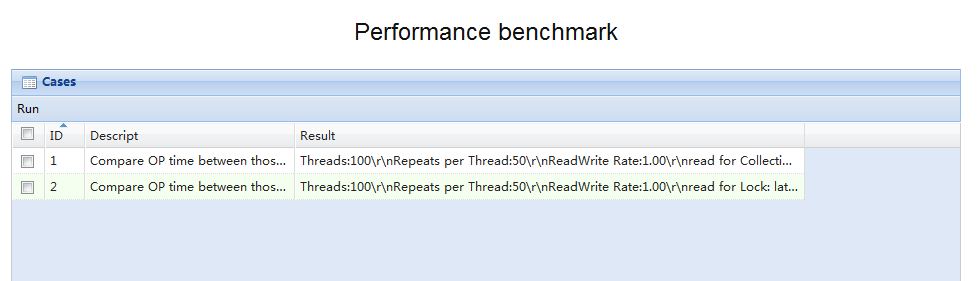 Performance benchmark
Cases
Run
ID Descript Result
1 Compare OP time between thos... Threads:100\r\nRepeats per Thread:50\r\nReadWrite Rate:1.00\r\nread for Collecti...
2 Compare OP time between thos... Threads:100\r\nRepeats per Thread:50\r\nReadWrite Rate:1.00\r\nread for Lock: lat...